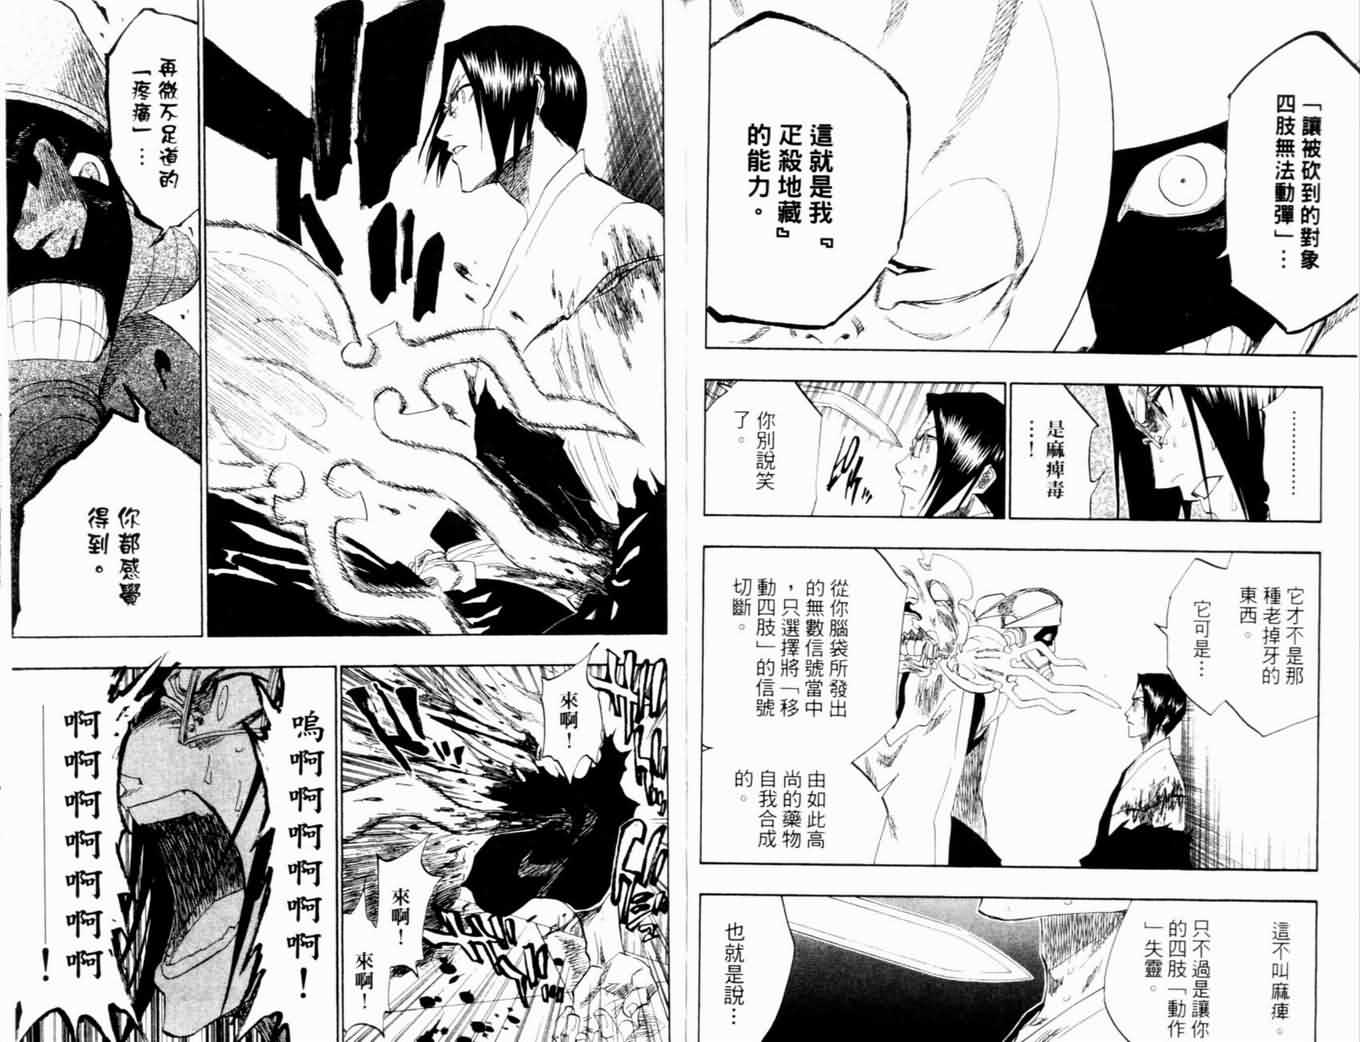 「讓被砍到的對象
四肢無法動彈」…
這就是我『
疋殺地藏』
的能力。
………
是麻痺毒
…！
你別說笑
了。
它才不是那
種老掉牙的
東西。
它可是…
從你腦袋所發出
的無數信號當中
，只選擇將「移
動四肢」的信號
切斷。
由如此高
尚的藥物
自我合成
的。
這不叫麻痺。
只不過是讓你
的四肢「動作
」失靈。
也就是說…
再微不足道的
「疼痛」…
你都感覺
得到。
來啊！
來啊！
來啊！
嗚啊啊啊啊啊！
啊啊啊啊啊啊啊——！